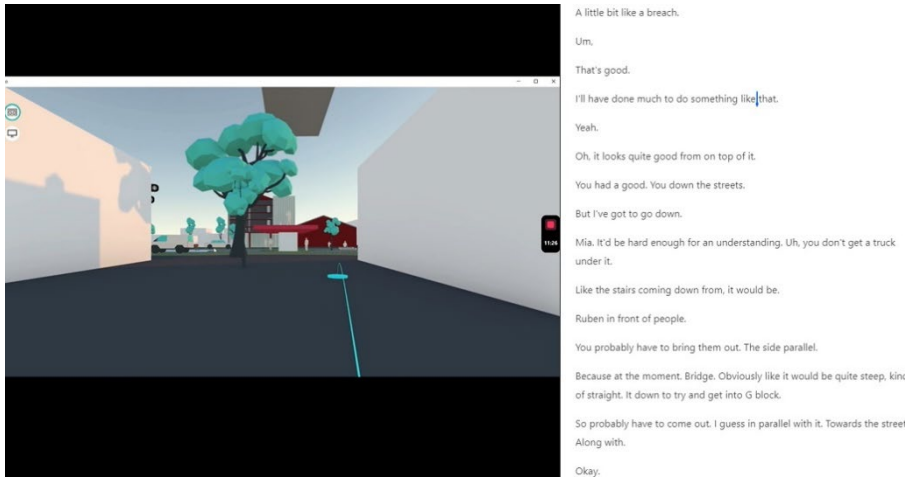 A little bit like a breach.
Um,
That's good.
I'll have done much to do something like that.
Yeah.
Oh, it looks quite good from on top of it.
You had a good. You down the streets.
But I've got to go down.
Mia. It'd be hard enough for an understanding. Uh, you don't get a truck
under it.
Like the stairs coming down from, it would be.
Ruben in front of people.
You probably have to bring them out. The side parallel.
Because at the moment. Bridge. Obviously like it would be quite steep, kind
of straight. It down to try and get into G block.
So probably have to come out. I guess in parallel with it. Towards the street
Along with.
Okay.
11:26